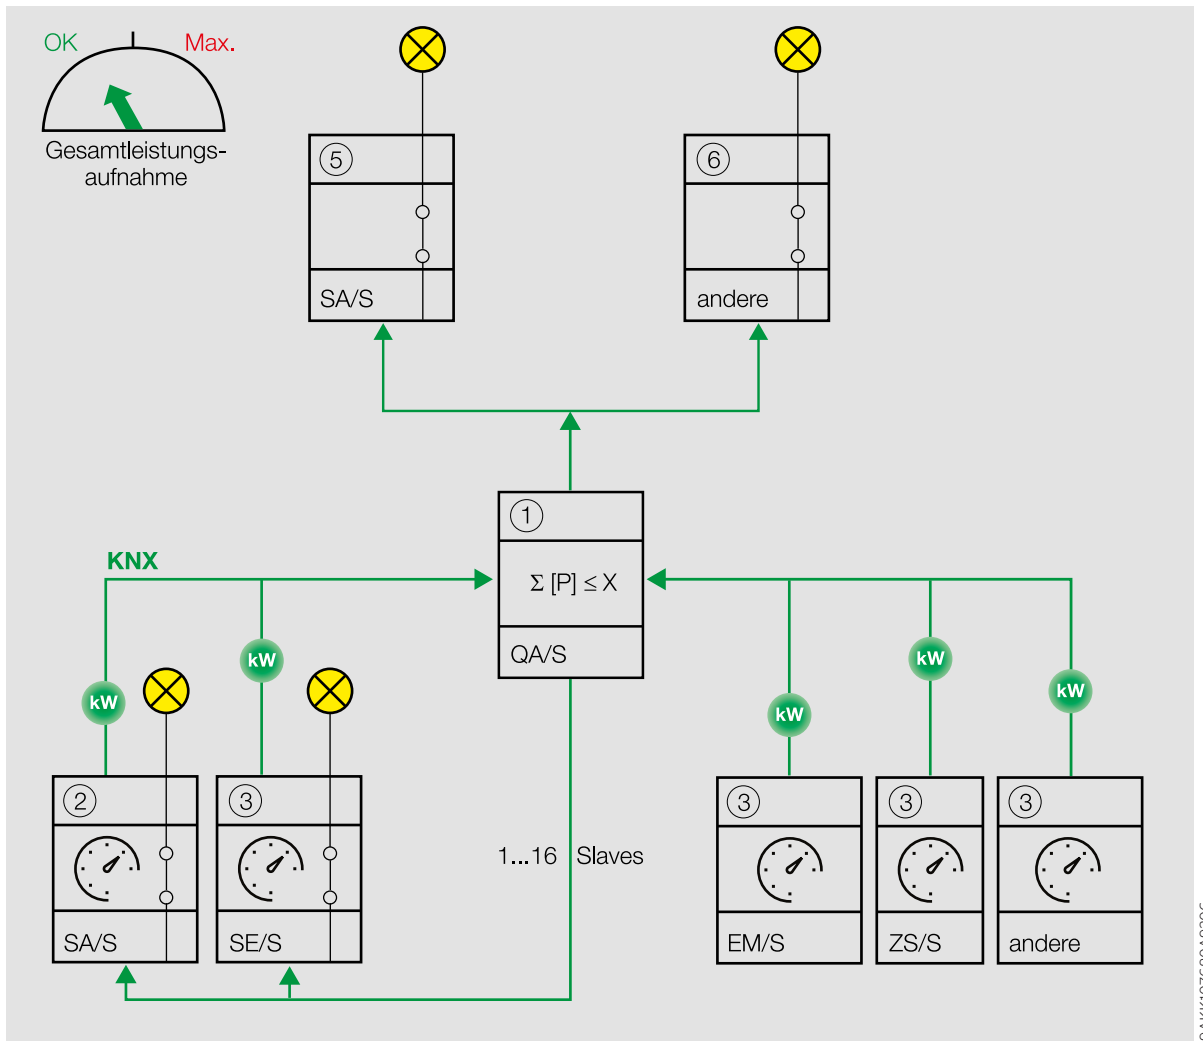 OK
Max.
Gesamtleistungs-
aufnahme
5
SA/S
6
andere
1
Σ [P] ≤ X
QA/S
KNX
kW
kW
kW
kW
kW
2
SA/S
3
SE/S
1...16 Slaves
3
EM/S
3
ZS/S
3
andere